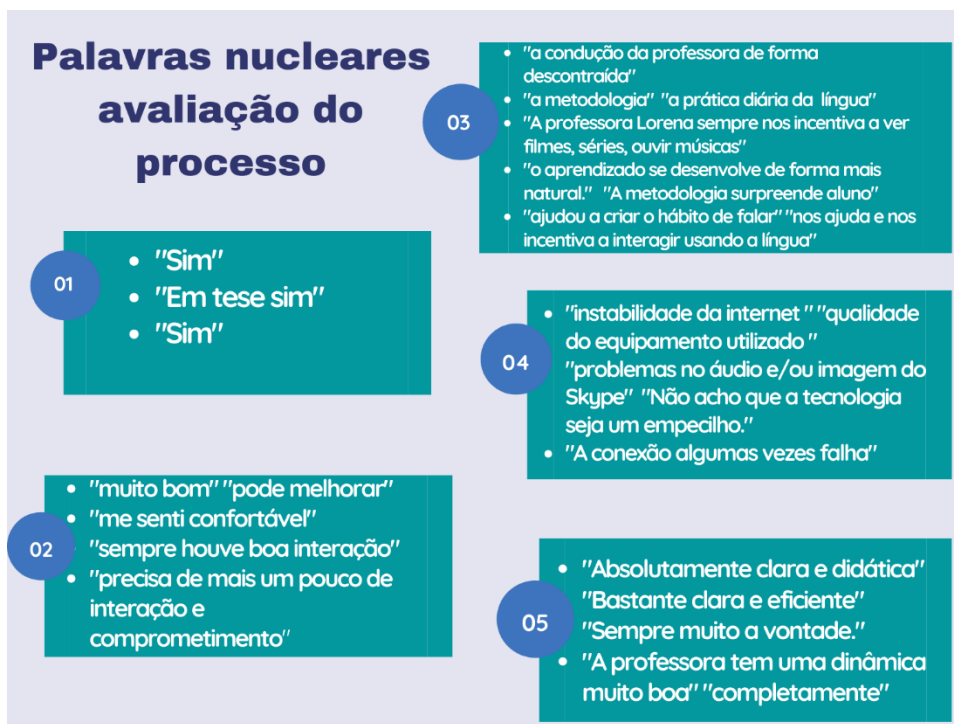 Palavras nucleares
avaliação do
processo
01
• "Sim"
• "Em tese sim"
• "Sim"
02
• "muito bom" "pode melhorar"
• "me senti confortável"
• "sempre houve boa interação"
• "precisa de mais um pouco de
interação e
comprometimento"
03
• "a condução da professora de forma
descontraída"
• "a metodologia" "a prática diária da língua"
• "A professora Lorena sempre nos incentiva a ver
filmes, séries, ouvir músicas"
• "o aprendizado se desenvolve de forma mais
natural." "A metodologia surpreende aluno"
• "ajudou a criar o hábito de falar" "nos ajuda e nos
incentiva a interagir usando a língua"
04
• "instabilidade da internet " "qualidade
do equipamento utilizado "
"problemas no áudio e/ou imagem do
Skype" "Não acho que a tecnologia
seja um empecilho."
• "A conexão algumas vezes falha"
05
• "Absolutamente clara e didática"
"Bastante clara e eficiente"
"Sempre muito a vontade."
• "A professora tem uma dinâmica
muito boa" "completamente"